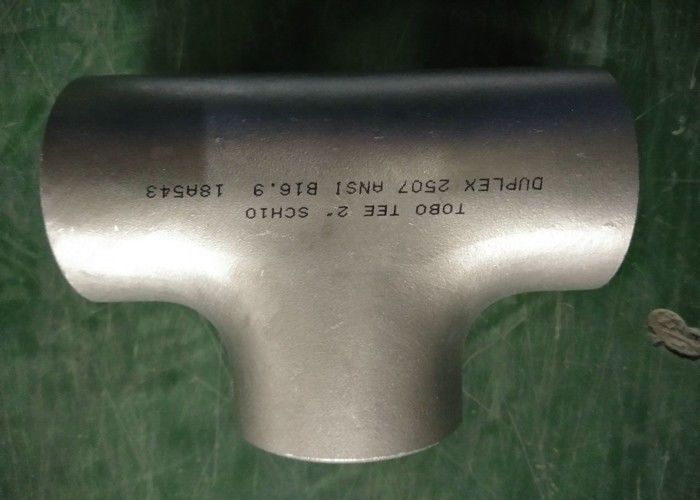 TOBO TEE 2" SCH10
DUPLEX 2507 ANSI B16.9 18A543